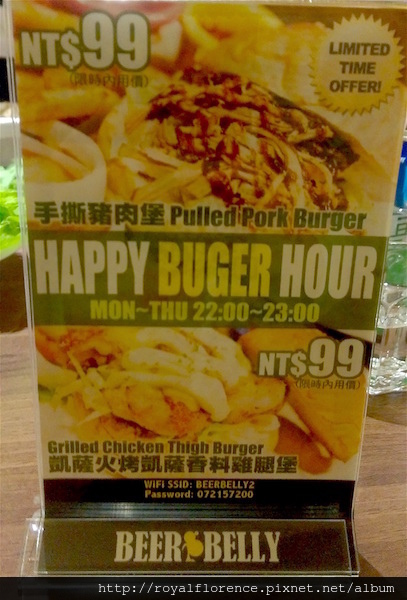 NT$99
(限時內用價)
LIMITED
TIME
OFFER!
手撕豬肉堡 Pulled Pork Burger
HAPPY BUGER HOUR
MON~THU 22:00~23:00
NT$99
(限時內用價)
Grilled Chicken Thigh Burger
凱薩火烤凱薩香料雞腿堡
WiFi SSID: BEERBELLY2
Password: 072157200
BEER BELLY
http://royalflorence.pixnet.net/album